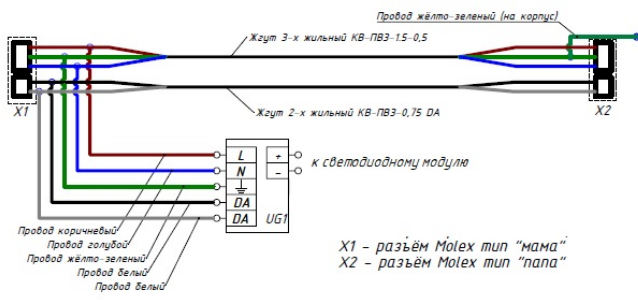 Провод жёлто-зеленый (на корпус)
Жгут 3-х жильный КВ-ПВЗ-1.5-0,5
X1
X2
Жгут 2-х жильный КВ-ПВЗ-0,75 DA
L
N
DA
DA
+
–
UG1
к светодиодному модулю
Провод коричневый
Провод голубой
Провод жёлто-зеленый
Провод белый
Провод белый
X1 - разъём Molex тип "мама"
X2 - разъём Molex тип "папа"